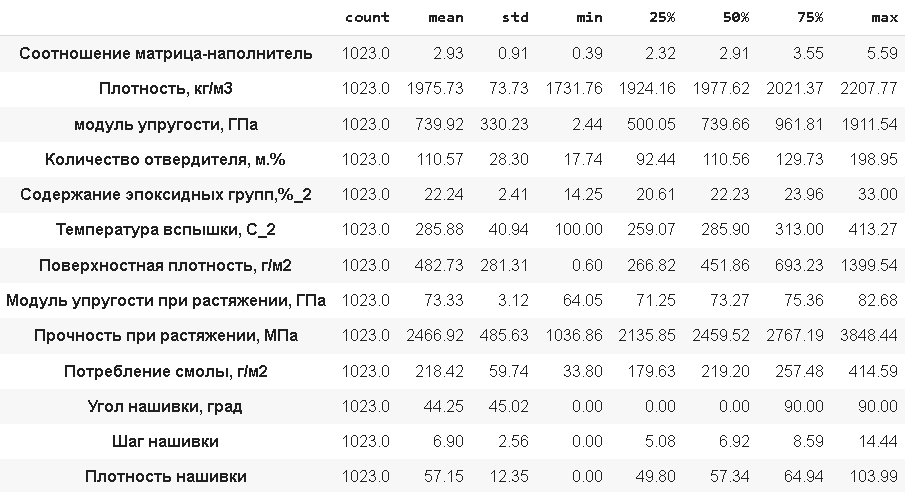 count mean std min 25% 50% 75% max
Соотношение матрица-наполнитель 1023.0 2.93 0.91 0.39 2.32 2.91 3.55 5.59
Плотность, кг/м3 1023.0 1975.73 73.73 1731.76 1924.16 1977.62 2021.37 2207.77
модуль упругости, ГПа 1023.0 739.92 330.23 2.44 500.05 739.66 961.81 1911.54
Количество отвердителя, м.% 1023.0 110.57 28.30 17.74 92.44 110.56 129.73 198.95
Содержание эпоксидных групп,%_2 1023.0 22.24 2.41 14.25 20.61 22.23 23.96 33.00
Температура вспышки, С_2 1023.0 285.88 40.94 100.00 259.07 285.90 313.00 413.27
Поверхностная плотность, г/м2 1023.0 482.73 281.31 0.60 266.82 451.86 693.23 1399.54
Модуль упругости при растяжении, ГПа 1023.0 73.33 3.12 64.05 71.25 73.27 75.36 82.68
Прочность при растяжении, МПа 1023.0 2466.92 485.63 1036.86 2135.85 2459.52 2767.19 3848.44
Потребление смолы, г/м2 1023.0 218.42 59.74 33.80 179.63 219.20 257.48 414.59
Угол нашивки, град 1023.0 44.25 45.02 0.00 0.00 0.00 90.00 90.00
Шаг нашивки 1023.0 6.90 2.56 0.00 5.08 6.92 8.59 14.44
Плотность нашивки 1023.0 57.15 12.35 0.00 49.80 57.34 64.94 103.99